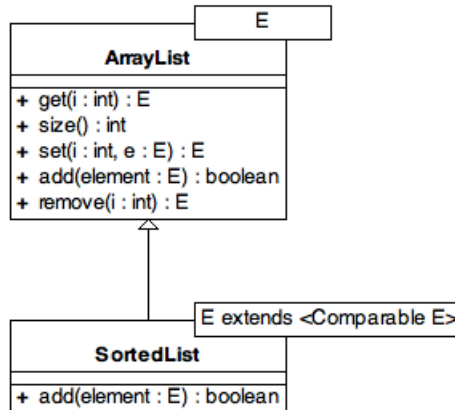 E
ArrayList
+ get(i : int) : E
+ size() : int
+ set(i : int, e : E) : E
+ add(element : E) : boolean
+ remove(i : int) : E
E extends <Comparable E>
SortedList
+ add(element : E) : boolean